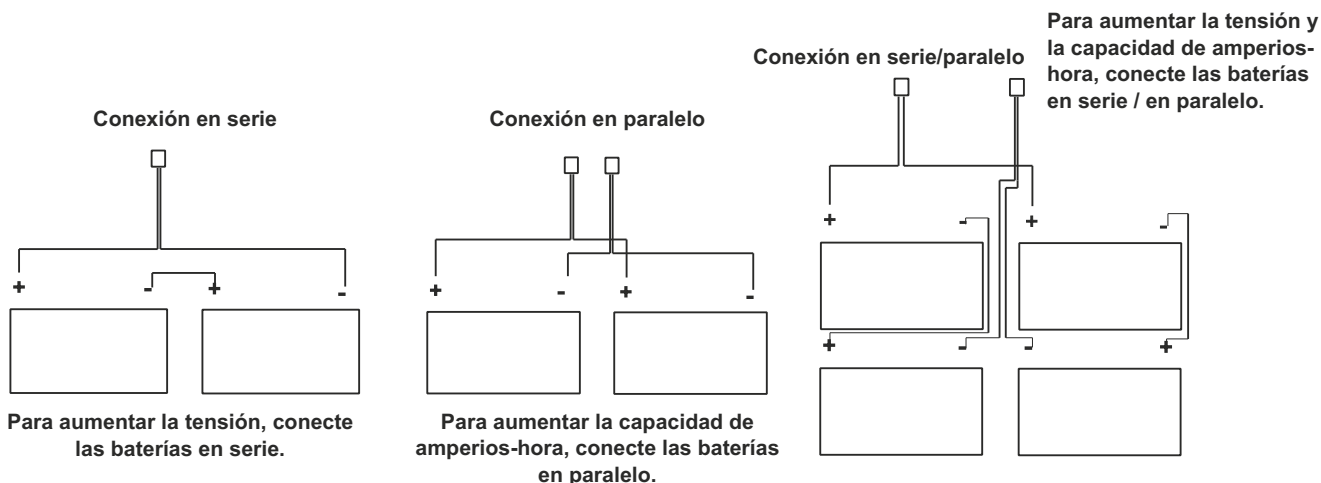 Conexión en serie
+
-
+
-
Para aumentar la tensión, conecte
las baterías en serie.
Conexión en paralelo
+
-
+
-
Para aumentar la capacidad de
amperios-hora, conecte las baterías
en paralelo.
Conexión en serie/paralelo
Para aumentar la tensión y
la capacidad de amperios-
hora, conecte las baterías
en serie / en paralelo.
+
-
+
-
+
-
-
+